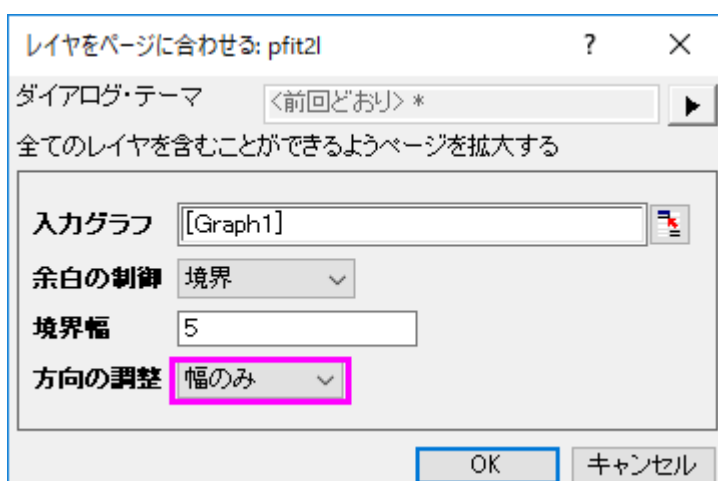 レイヤをページに合わせる: pfit2l ? ×
ダイアログ・テーマ <前回どおり> *
全てのレイヤを含むことができるようページを拡大する
入力グラフ [Graph1]
余白の制御 境界
境界幅 5
方向の調整 幅のみ
OK キャンセル